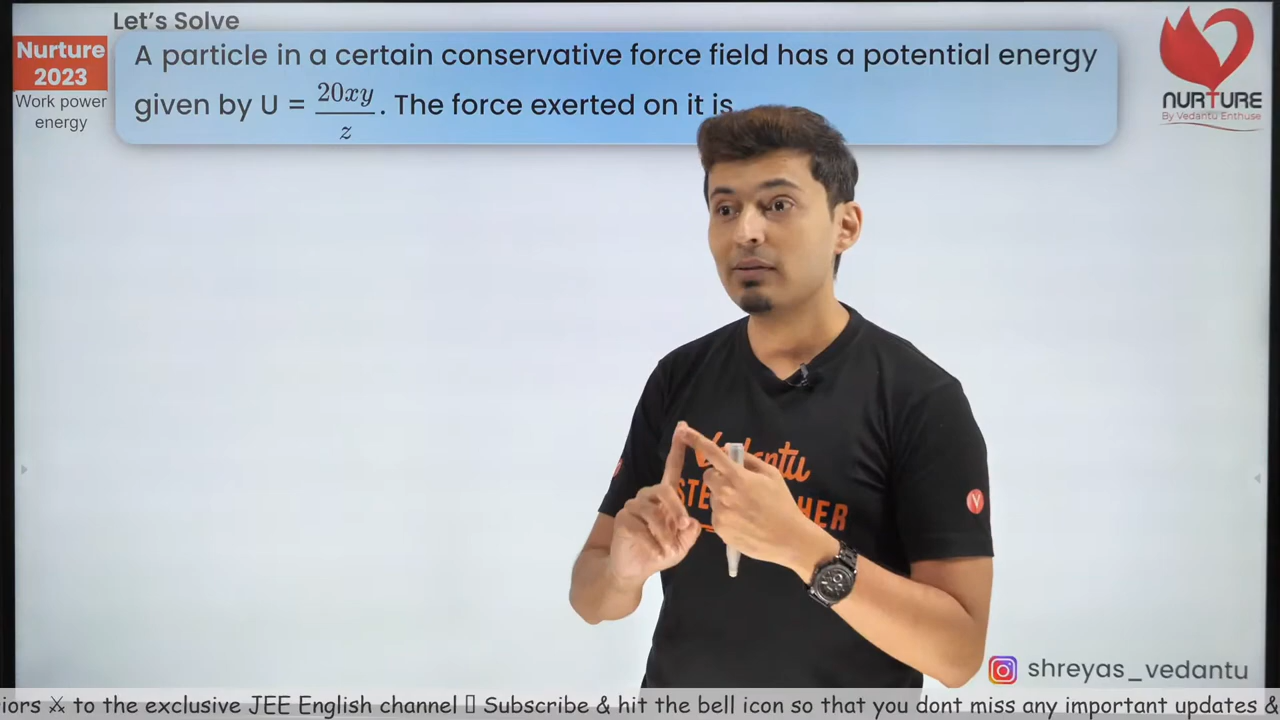 Let's Solve
Nurture
2023
Work power
energy
A particle in a certain conservative force field has a potential energy
given by U = 20xy/z. The force exerted on it is
NURTURE
By Vedantu Enthuse
Vedantu
shreyas_vedantu
iors ⚔ to the exclusive JEE English channel ▯ Subscribe & hit the bell icon so that you dont miss any important updates &